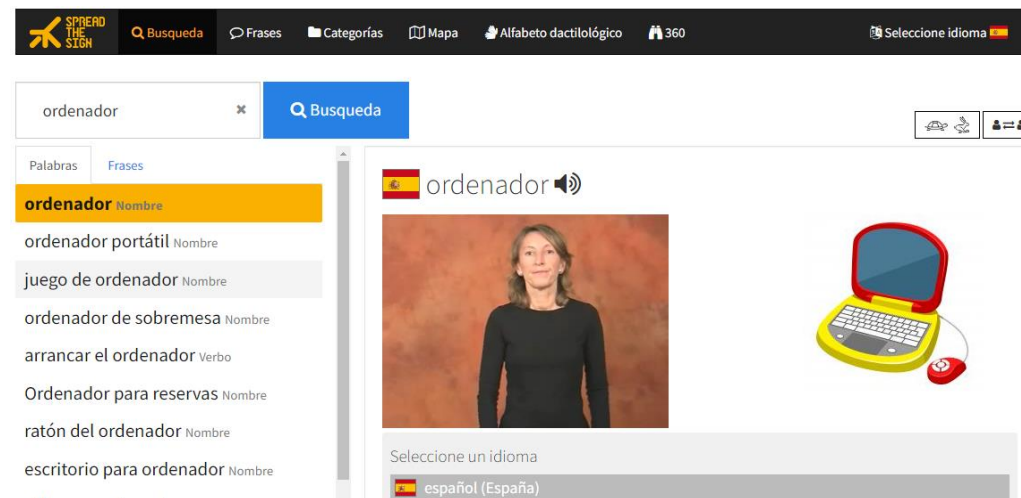 SPREAD
THE
SIGN
Busqueda
Frases
Categorías
Mapa
Alfabeto dactilológico
360
Seleccione idioma
ordenador
Busqueda
Palabras
Frases
ordenador
ordenador Nombre
ordenador portátil Nombre
juego de ordenador Nombre
ordenador de sobremesa Nombre
arrancar el ordenador Verbo
Ordenador para reservas Nombre
ratón del ordenador Nombre
escritorio para ordenador Nombre
Seleccione un idioma
español (España)